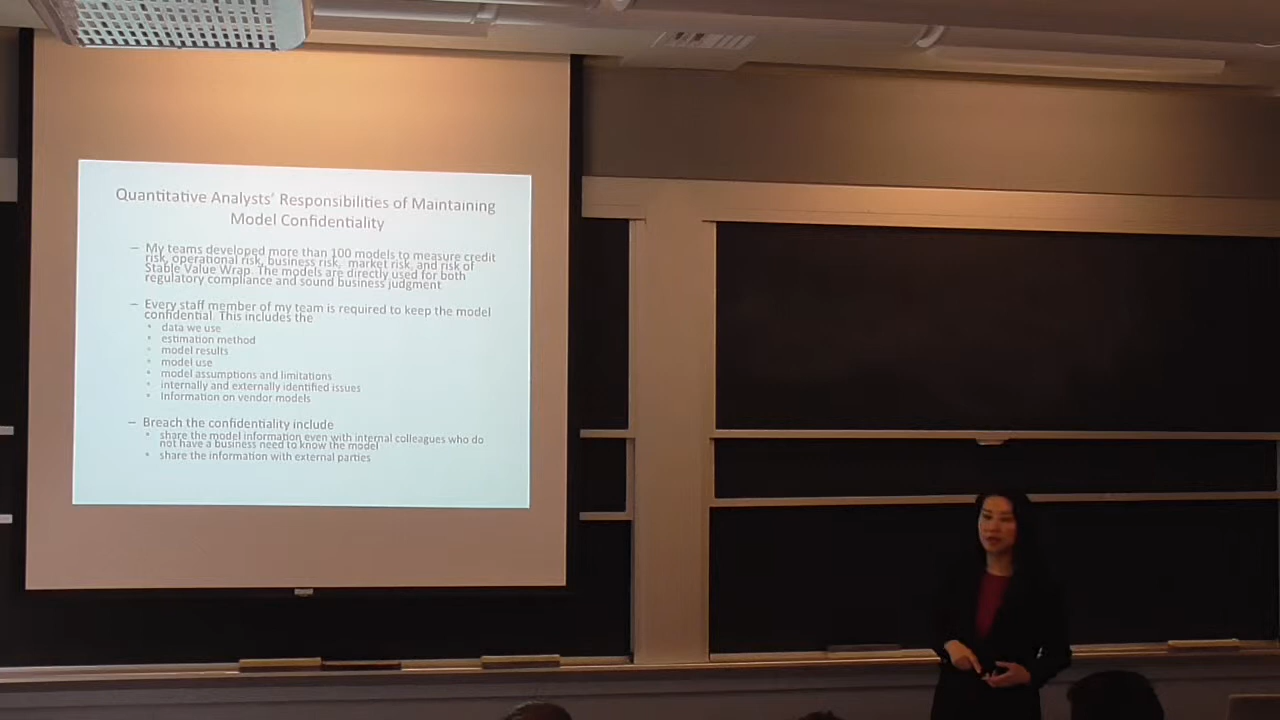 Quantitative Analysts' Responsibilities of Maintaining
Model Confidentiality
– My teams developed more than 100 models to measure credit
risk, operational risk, business risk, market risk, and risk of
Stable Value Wrap. The models are directly used for both
regulatory compliance and sound business judgment
– Every staff member of my team is required to keep the model
confidential. This includes the
• data we use
• estimation method
• model results
• model use
• model assumptions and limitations
• internally and externally identified issues
• Information on vendor models
– Breach the confidentiality include
• share the model information even with internal colleagues who do
not have a business need to know the model
• share the information with external parties